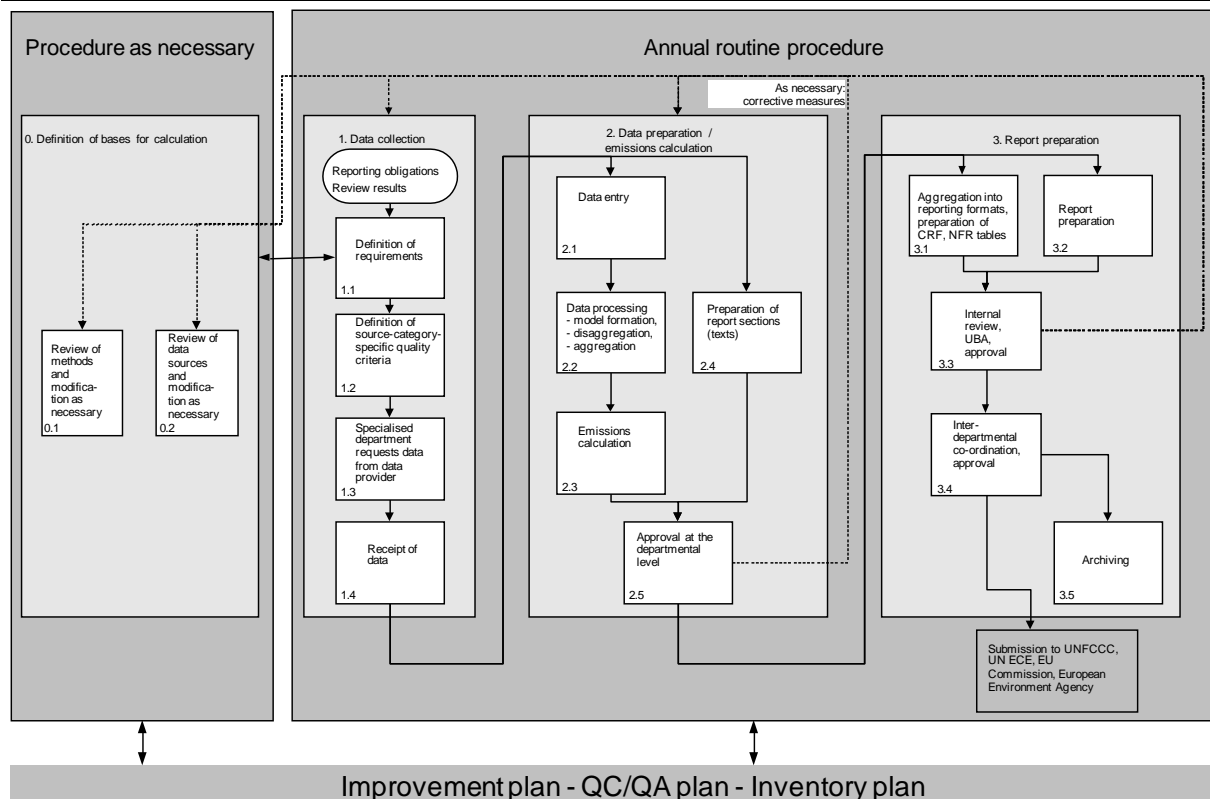 Procedure as necessary
Annual routine procedure
As necessary:
corrective measures
0. Definition of bases for calculation
Review of
methods
and
modifica-
tion as
necessary
0.1
Review of
data
sources
and
modifica-
tion as
necessary
0.2
1. Data collection
Reporting obligations
Review results
Definition of
requirements
1.1
Definition of
source-category-
specific quality
criteria
1.2
Specialised
department
requests data
from data
provider
1.3
Receipt of
data
1.4
2. Data preparation /
emissions calculation
Data entry
2.1
Data processing
- model formation,
- disaggregation,
- aggregation
2.2
Emissions
calculation
2.3
Preparation of
report sections
(texts)
2.4
Approval at the
departmental
level
2.5
3. Report preparation
Aggregation into
reporting formats,
preparation of
CRF, NFR tables
3.1
Report
preparation
3.2
Internal
review,
UBA,
approval
3.3
Inter-
departmental
co-ordination,
approval
3.4
Archiving
3.5
Submission to UNFCCC,
UN ECE, EU
Commission, European
Environment Agency
Improvement plan - QC/QA plan - Inventory plan